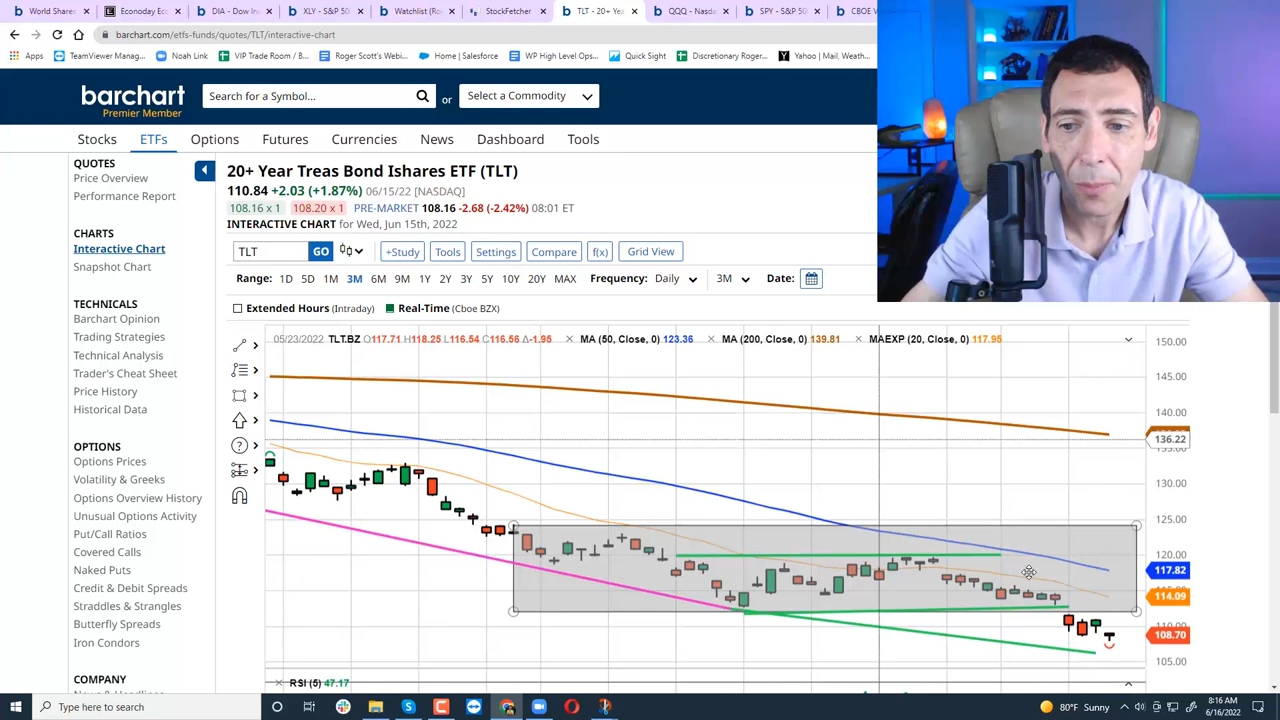 World Shares
Barchart
Economy Ec
DIA - Dow In
XLV - S&P 50
Watchlist (Ro
StockFetcher
TLT - 20+ Yea
QQQ - Nasda
SPY - S&P 50
CBOE V
barchart.com/etfs-funds/quotes/TLT/interactive-chart
Apps
TeamViewer Manag...
Noah Link
VIP Trade Room / B...
Roger Scott's Webi...
Home | Salesforce
WP High Level Ops...
Quick Sight
Discretionary Roger...
Yahoo | Mail, Weath...
barchart
Premier Member
Search for a Symbol...
or
Select a Commodity
Stocks
ETFs
Options
Futures
Currencies
News
Dashboard
Tools
QUOTES
Price Overview
Performance Report
CHARTS
Interactive Chart
Snapshot Chart
TECHNICALS
Barchart Opinion
Trading Strategies
Technical Analysis
Trader's Cheat Sheet
Price History
Historical Data
OPTIONS
Options Prices
Volatility & Greeks
Options Overview History
Unusual Options Activity
Put/Call Ratios
Covered Calls
Naked Puts
Credit & Debit Spreads
Straddles & Strangles
Butterfly Spreads
Iron Condors
COMPANY
20+ Year Treas Bond Ishares ETF (TLT)
110.84 +2.03 (+1.87%) 06/15/22 [NASDAQ]
108.16 x 1 108.20 x 1 PRE-MARKET 108.16 -2.68 (-2.42%) 08:01 ET
INTERACTIVE CHART for Wed, Jun 15th, 2022
TLT GO +Study Tools Settings Compare f(x) Grid View
Range: 1D 5D 1M 3M 6M 9M 1Y 2Y 3Y 5Y 10Y 20Y MAX Frequency: Daily 3M Date:
Extended Hours (Intraday) Real-Time (Cboe BZX)
05/23/2022 TLT.BZ O117.71 H118.25 L116.54 C116.56 Δ-1.95 MA (50, Close, 0) 123.36 MA (200, Close, 0) 139.81 MAEXP (20, Close, 0) 117.95
150.00
145.00
140.00
136.22
135.00
130.00
125.00
120.00
117.82
114.09
110.00
108.70
105.00
RSI (5) 47.17
Type here to search
80°F Sunny
8:16 AM
6/16/2022